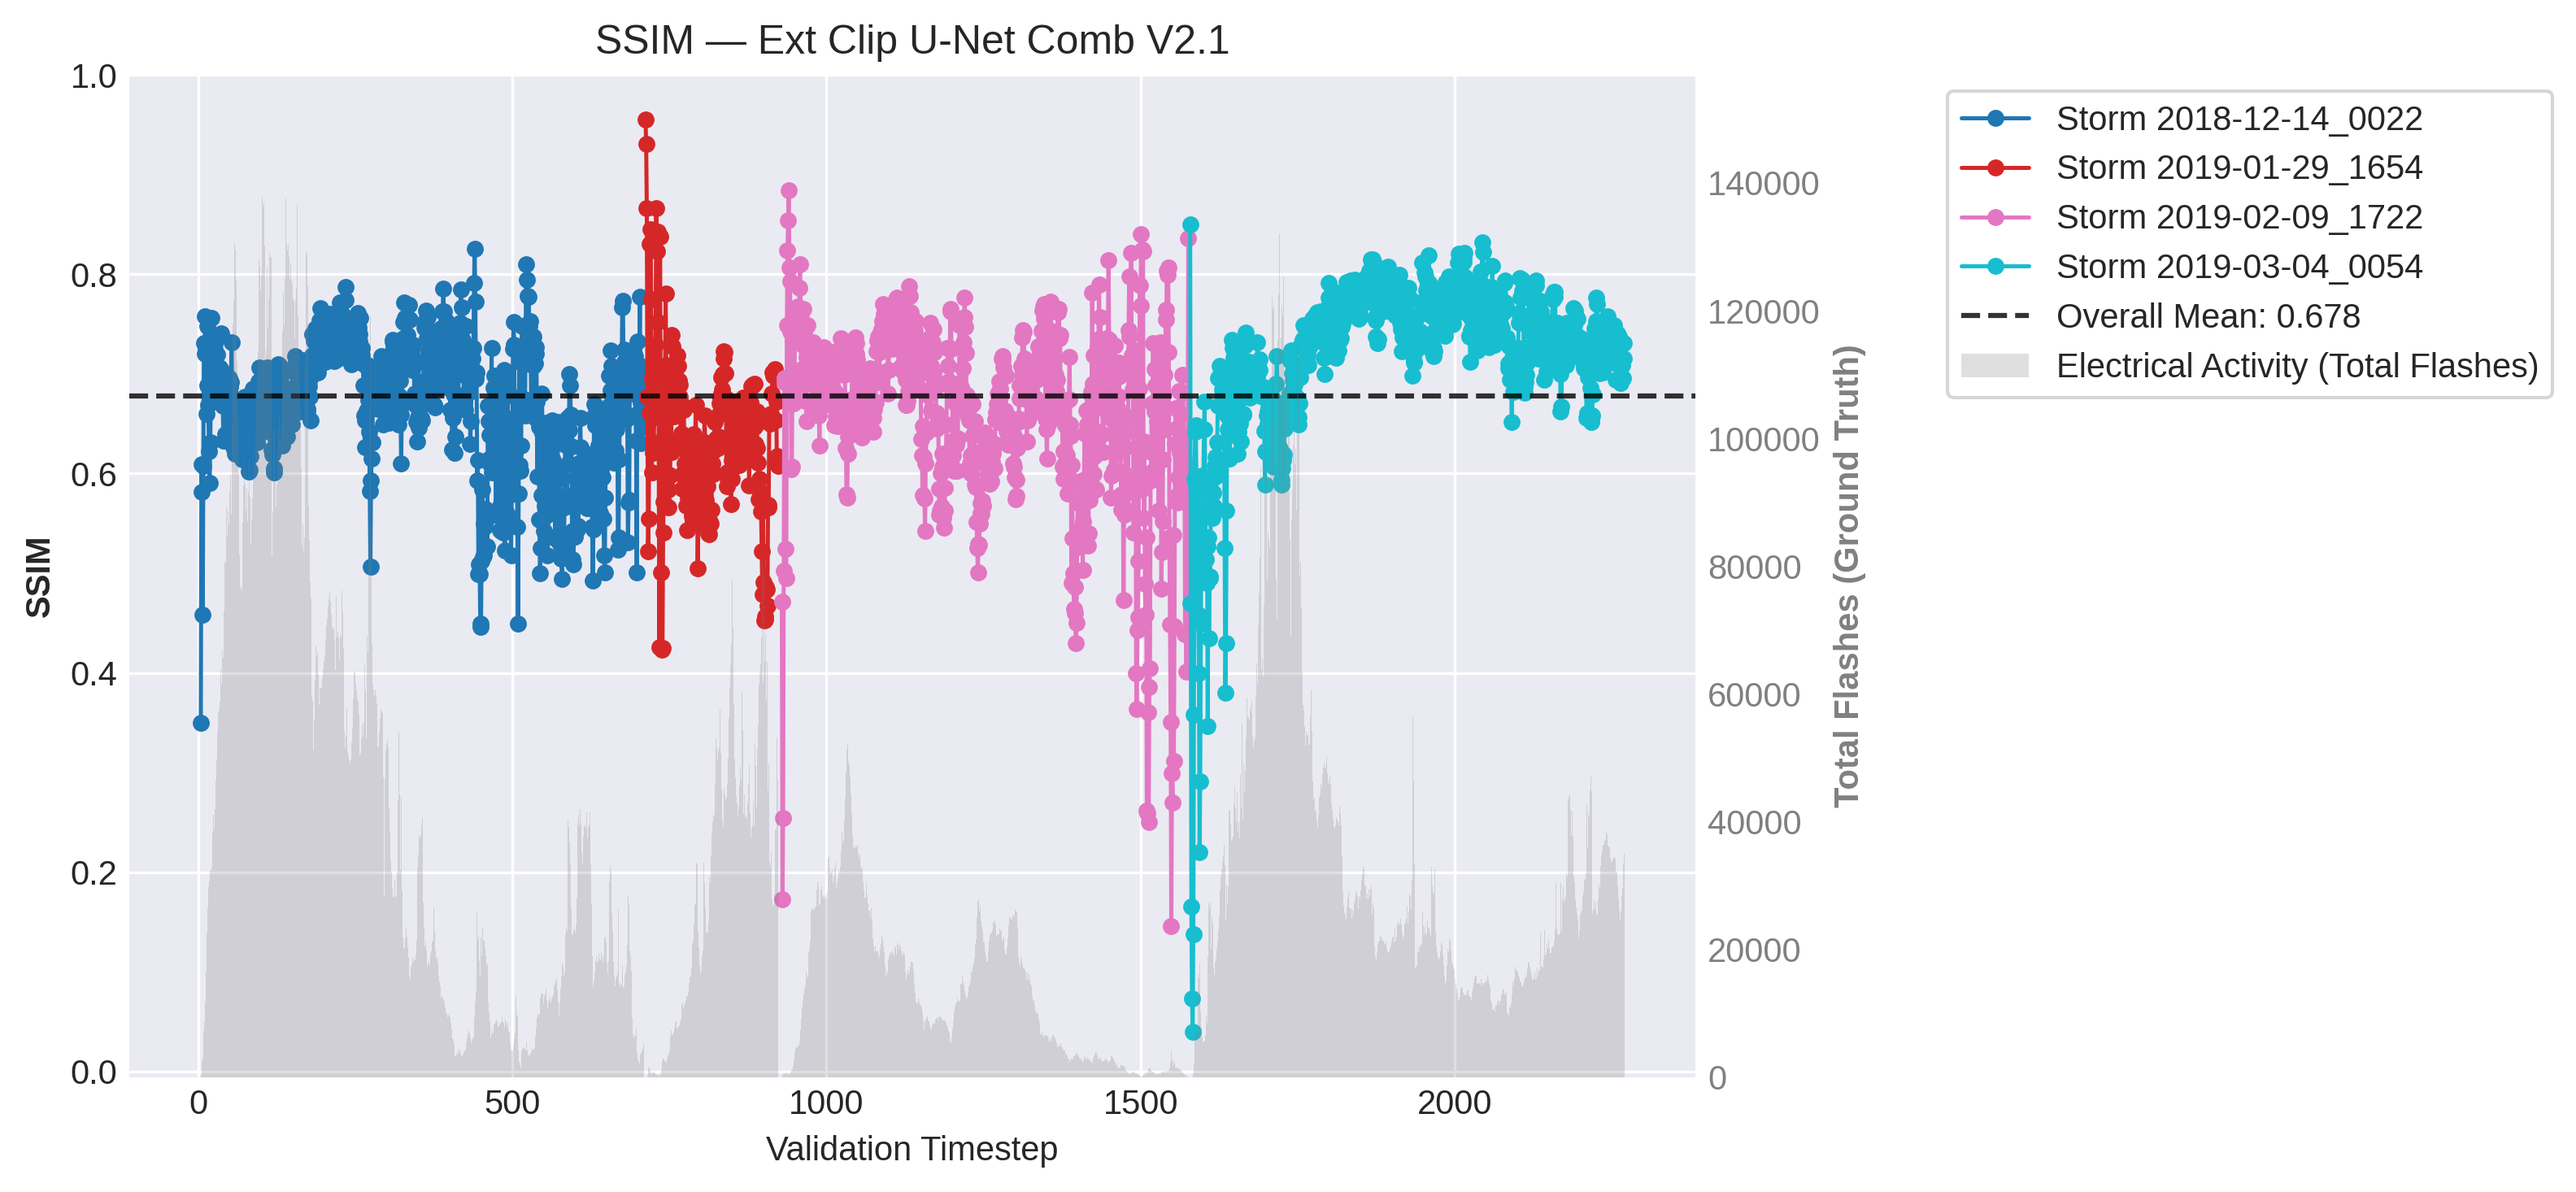 SSIM — Ext Clip U-Net Comb V2.1
1.0
0.8
0.6
0.4
0.2
0.0
SSIM
0
500
1000
1500
2000
Validation Timestep
140000
120000
100000
80000
60000
40000
20000
0
Total Flashes (Ground Truth)
Storm 2018-12-14_0022
Storm 2019-01-29_1654
Storm 2019-02-09_1722
Storm 2019-03-04_0054
Overall Mean: 0.678
Electrical Activity (Total Flashes)